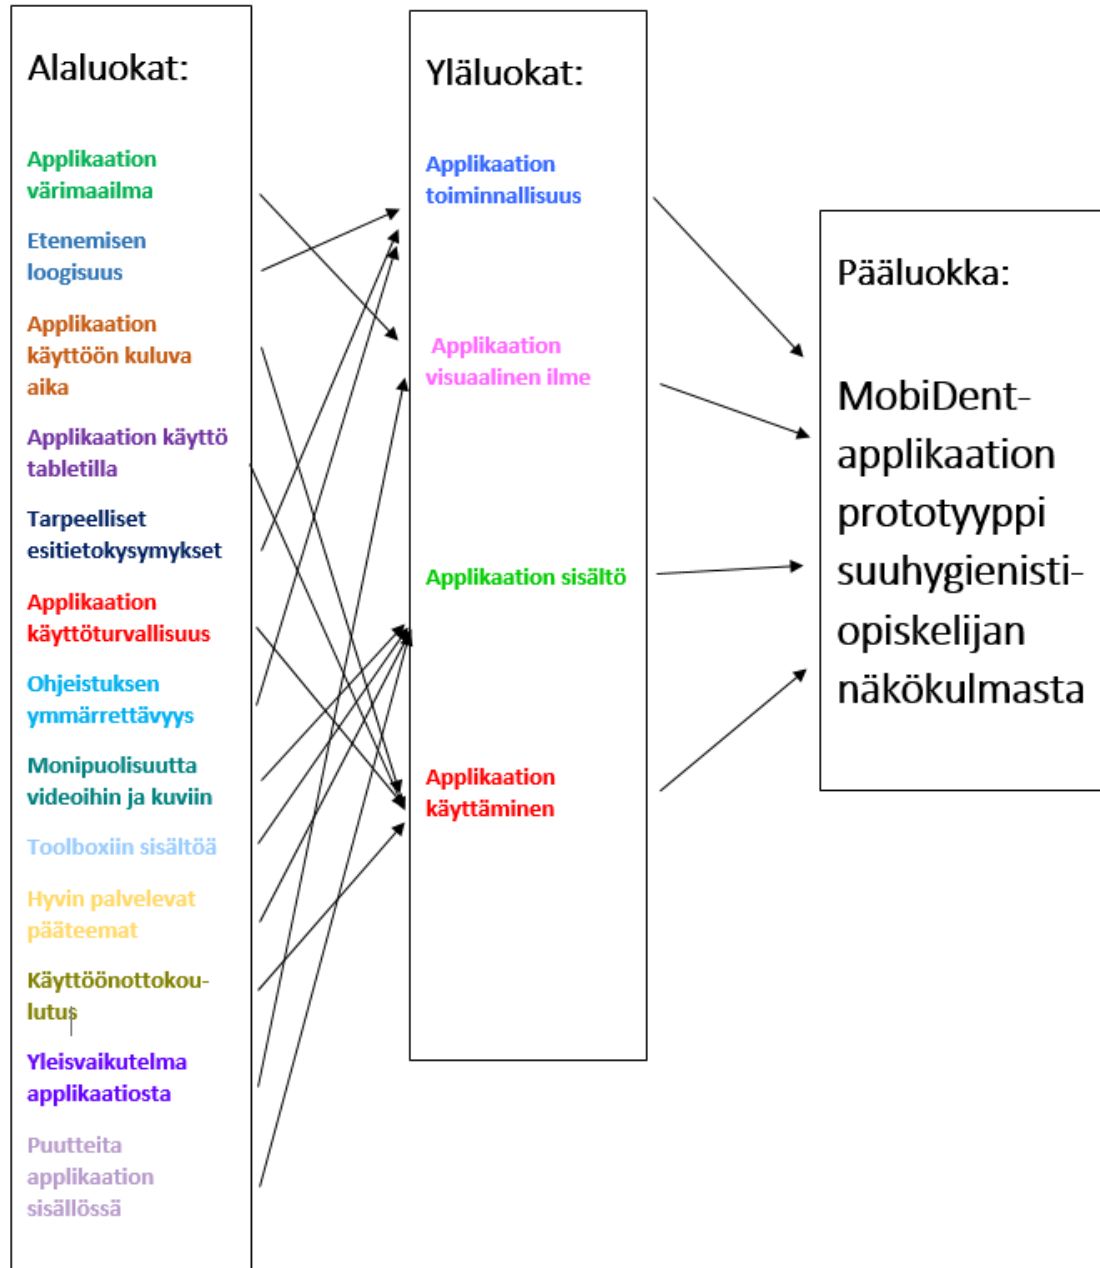 Alaluokat:
Applikaation
värimaailma
Etenemisen
loogisuus
Applikaation
käyttöön kuluva
aika
Applikaation käyttö
tabletilla
Tarpeelliset
esitietokysymykset
Applikaation
käyttöturvallisuus
Ohjeistuksen
ymmärrettävyys
Monipuolisuutta
videoihin ja kuviin
Toolboxiin sisältöä
Hyvin palvelevat
pääteemat
Käyttöönottokou-
lutus
Yleisvaikutelma
applikaatiosta
Puutteita
applikaation
sisällössä
Yläluokat:
Applikaation
toiminnallisuus
Applikaation
visuaalinen ilme
Applikaation sisältö
Applikaation
käyttäminen
Pääluokka:
MobiDent-
applikaation
prototyyppi
suuhygienisti-
opiskelijan
näkökulmasta